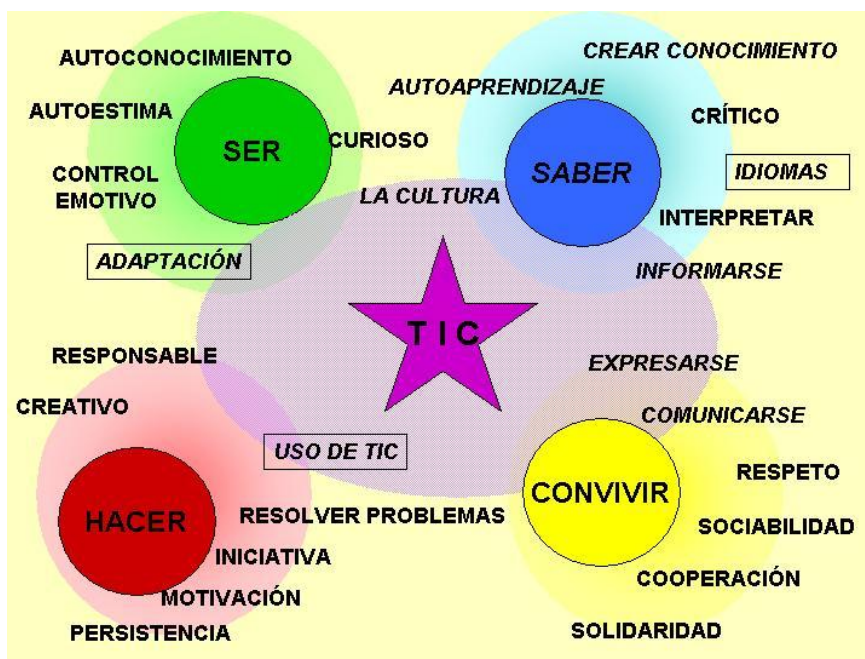 AUTOCONOCIMIENTO
AUTOESTIMA
SER
CURIOSO
CONTROL
EMOTIVO
ADAPTACIÓN
CREAR CONOCIMIENTO
AUTOAPRENDIZAJE
CRÍTICO
SABER
IDIOMAS
LA CULTURA
INTERPRETAR
INFORMARSE
T I C
RESPONSABLE
CREATIVO
USO DE TIC
HACER
RESOLVER PROBLEMAS
INICIATIVA
MOTIVACIÓN
PERSISTENCIA
EXPRESARSE
COMUNICARSE
CONVIVIR
RESPETO
SOCIABILIDAD
COOPERACIÓN
SOLIDARIDAD